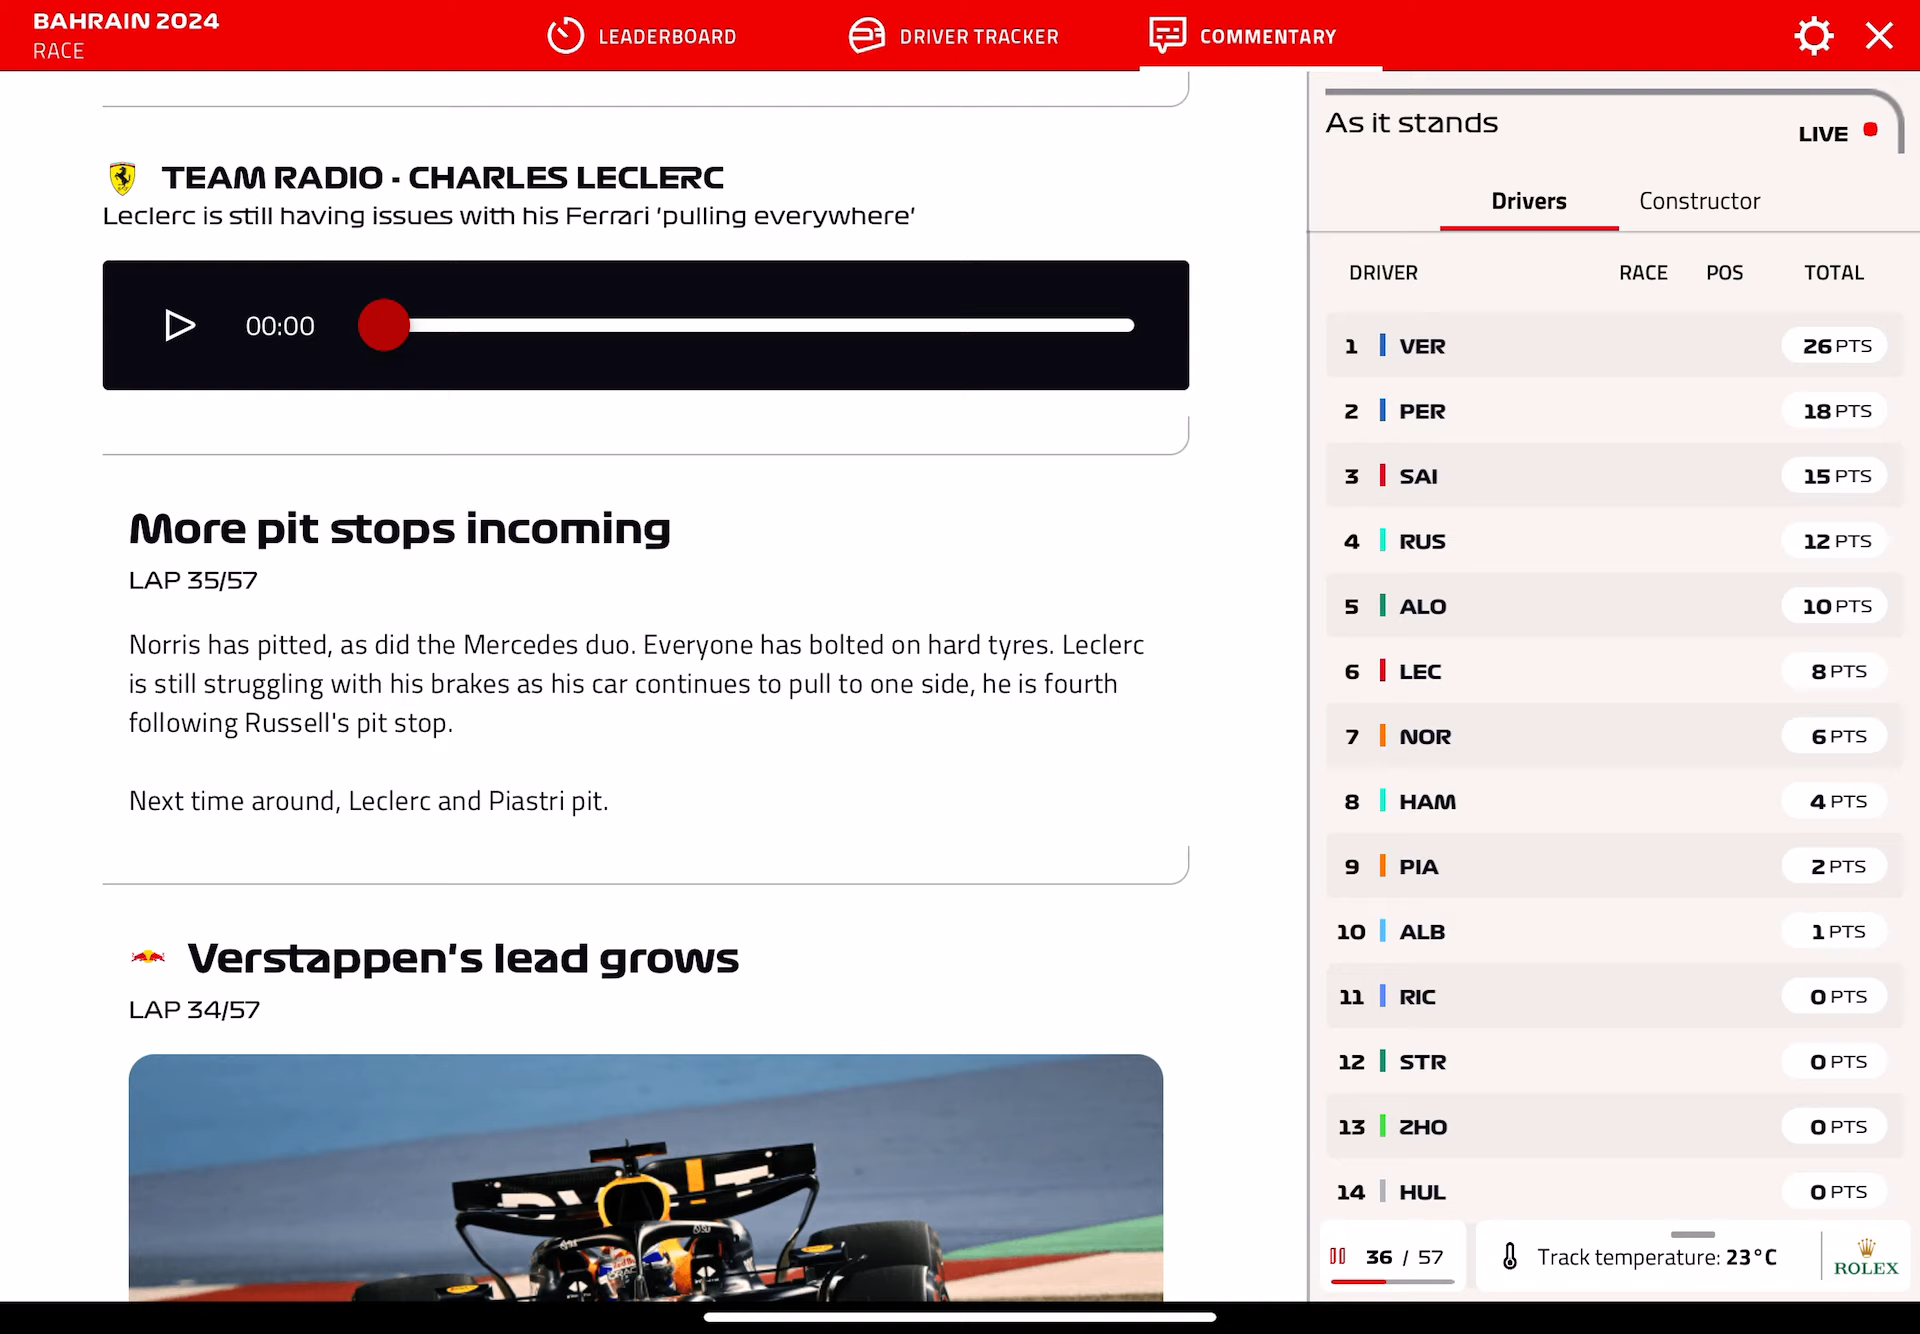 BAHRAIN 2024
RACE
LEADERBOARD
DRIVER TRACKER
COMMENTARY
TEAM RADIO - CHARLES LECLERC
Leclerc is still having issues with his Ferrari 'pulling everywhere'
00:00
More pit stops incoming
LAP 35/57
Norris has pitted, as did the Mercedes duo. Everyone has bolted on hard tyres. Leclerc
is still struggling with his brakes as his car continues to pull to one side, he is fourth
following Russell's pit stop.
Next time around, Leclerc and Piastri pit.
Verstappen's lead grows
LAP 34/57
As it stands
LIVE
Drivers Constructor
DRIVER RACE POS TOTAL
1 VER 26 PTS
2 PER 18 PTS
3 SAI 15 PTS
4 RUS 12 PTS
5 ALO 10 PTS
6 LEC 8 PTS
7 NOR 6 PTS
8 HAM 4 PTS
9 PIA 2 PTS
10 ALB 1 PTS
11 RIC 0 PTS
12 STR 0 PTS
13 ZHO 0 PTS
14 HUL 0 PTS
36 / 57
Track temperature: 23°C
ROLEX